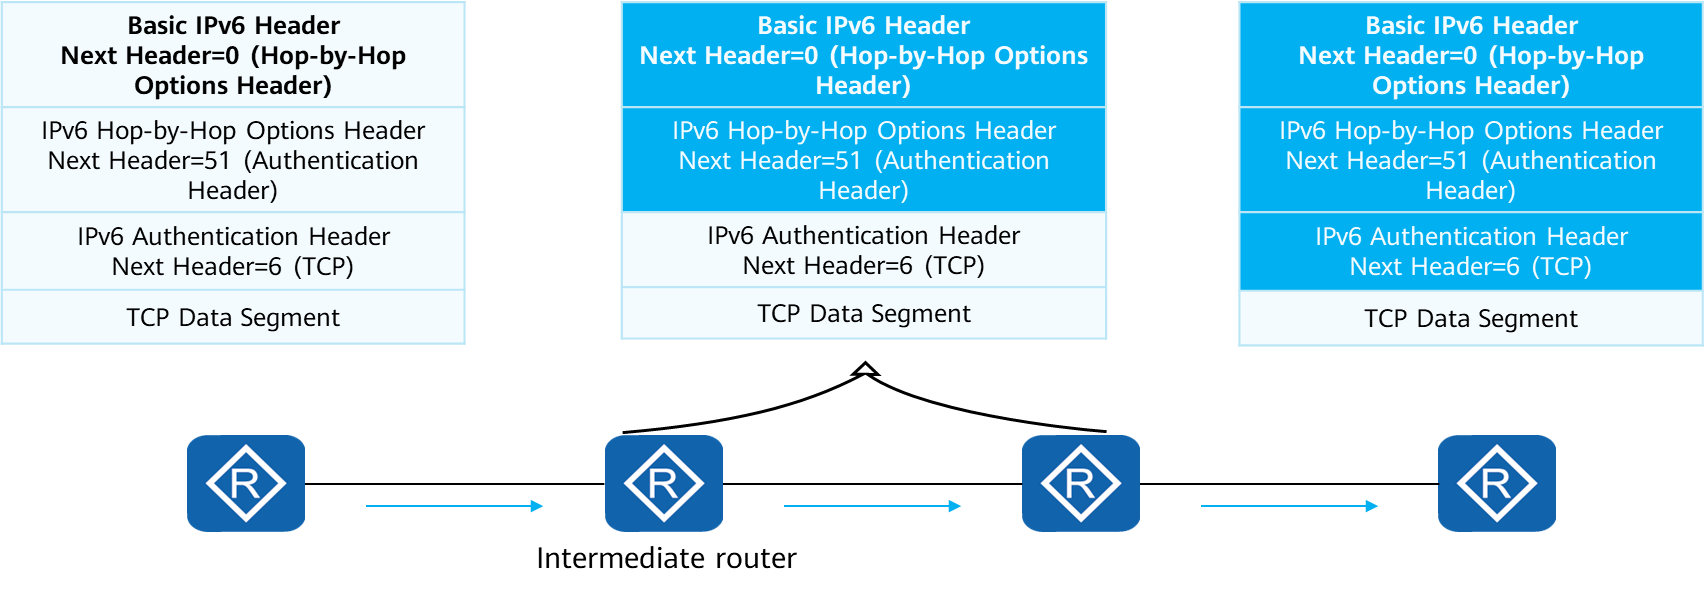 Basic IPv6 Header
Next Header=0 (Hop-by-Hop
Options Header)
IPv6 Hop-by-Hop Options Header
Next Header=51 (Authentication
Header)
IPv6 Authentication Header
Next Header=6 (TCP)
TCP Data Segment
Basic IPv6 Header
Next Header=0 (Hop-by-Hop Options
Header)
IPv6 Hop-by-Hop Options Header
Next Header=51 (Authentication
Header)
IPv6 Authentication Header
Next Header=6 (TCP)
TCP Data Segment
Basic IPv6 Header
Next Header=0 (Hop-by-Hop
Options Header)
IPv6 Hop-by-Hop Options Header
Next Header=51 (Authentication
Header)
IPv6 Authentication Header
Next Header=6 (TCP)
TCP Data Segment
R
R
R
R
Intermediate router